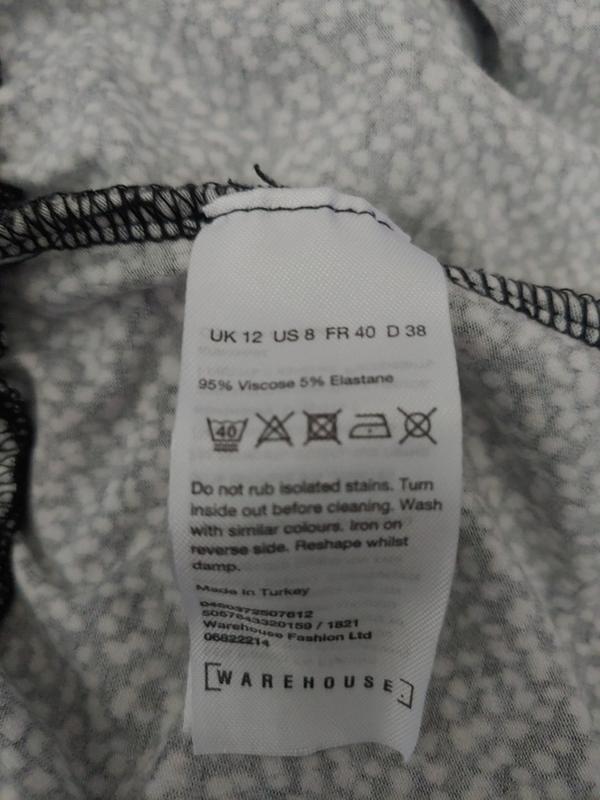 UK 12 US 8 FR 40 D 38
95% Viscose 5% Elastane
40
Do not rub isolated stains. Turn
inside out before cleaning. Wash
with similar colours. Iron on
reverse side. Reshape whilst
damp.
Made in Turkey
0400372507612
5057843320159 / 1821
Warehouse Fashion Ltd
06822214
WAREHOUSE